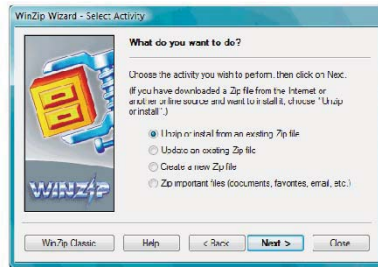 WinZip Wizard - Select Activity
What do you want to do?
Choose the activity you wish to perform, then click on Next.
(If you have downloaded a Zip file from the Internet or
another online source and want to install it, choose "Unzip
or install".)
Unzip or install from an existing Zip file
Update an existing Zip file
Create a new Zip file
Zip important files (documents, favorites, email, etc.)
WINZIP
WinZip Classic
Help
< Back
Next >
Close